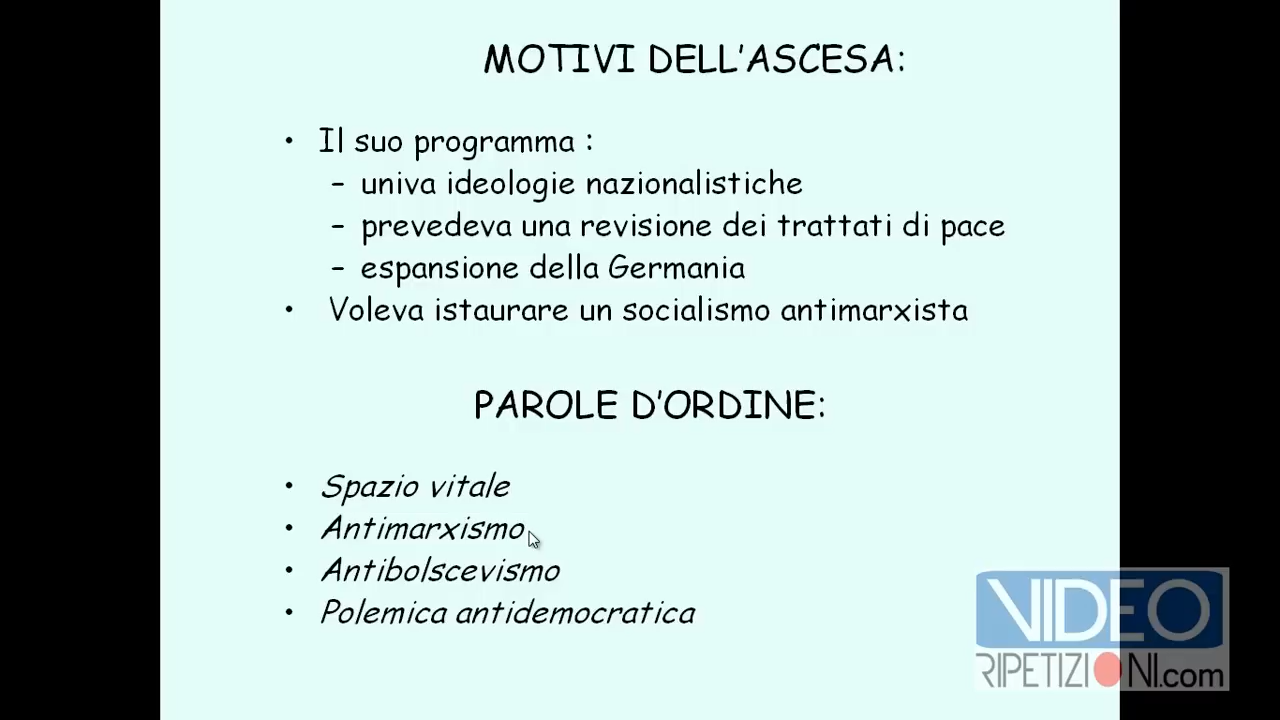 MOTIVI DELL'ASCESA:
• Il suo programma :
– univa ideologie nazionalistiche
– prevedeva una revisione dei trattati di pace
– espansione della Germania
• Voleva istaurare un socialismo antimarxista
PAROLE D'ORDINE:
• Spazio vitale
• Antimarxismo
• Antibolscevismo
• Polemica antidemocratica
VIDEO
RIPETIZIONI.com